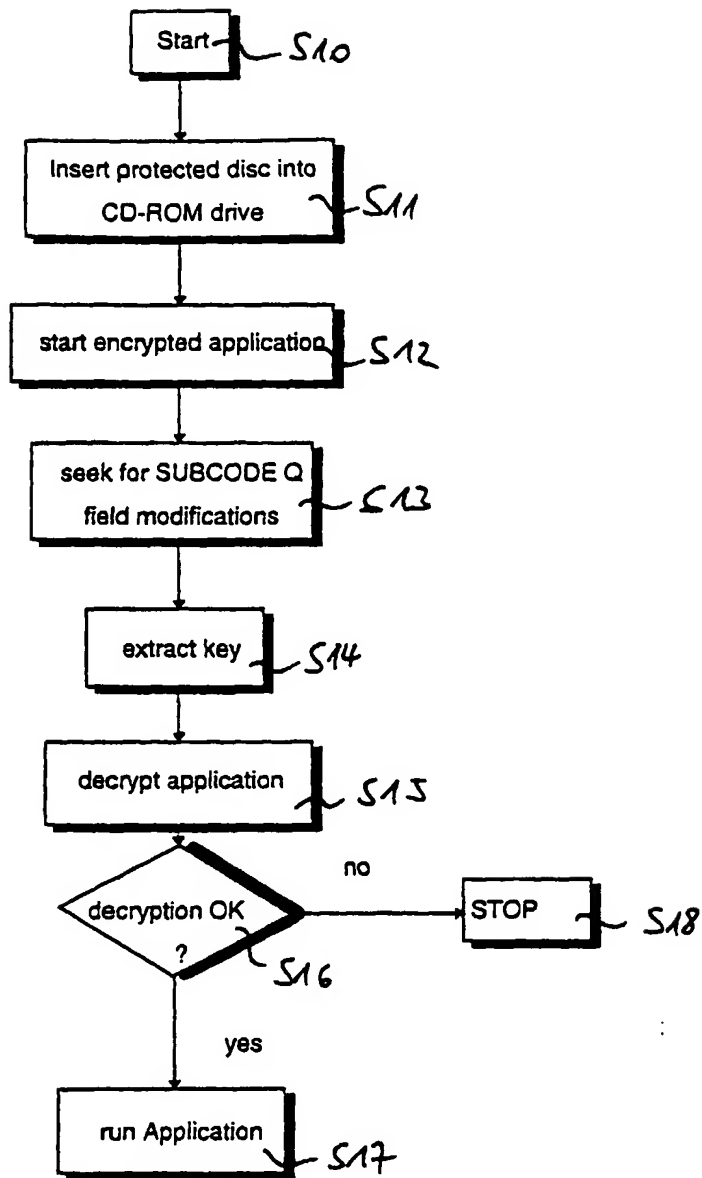 Start S10
Insert protected disc into
CD-ROM drive S11
start encrypted application S12
seek for SUBCODE Q
field modifications S13
extract key S14
decrypt application S15
no
decryption OK
? S16
STOP S18
yes
run Application S17